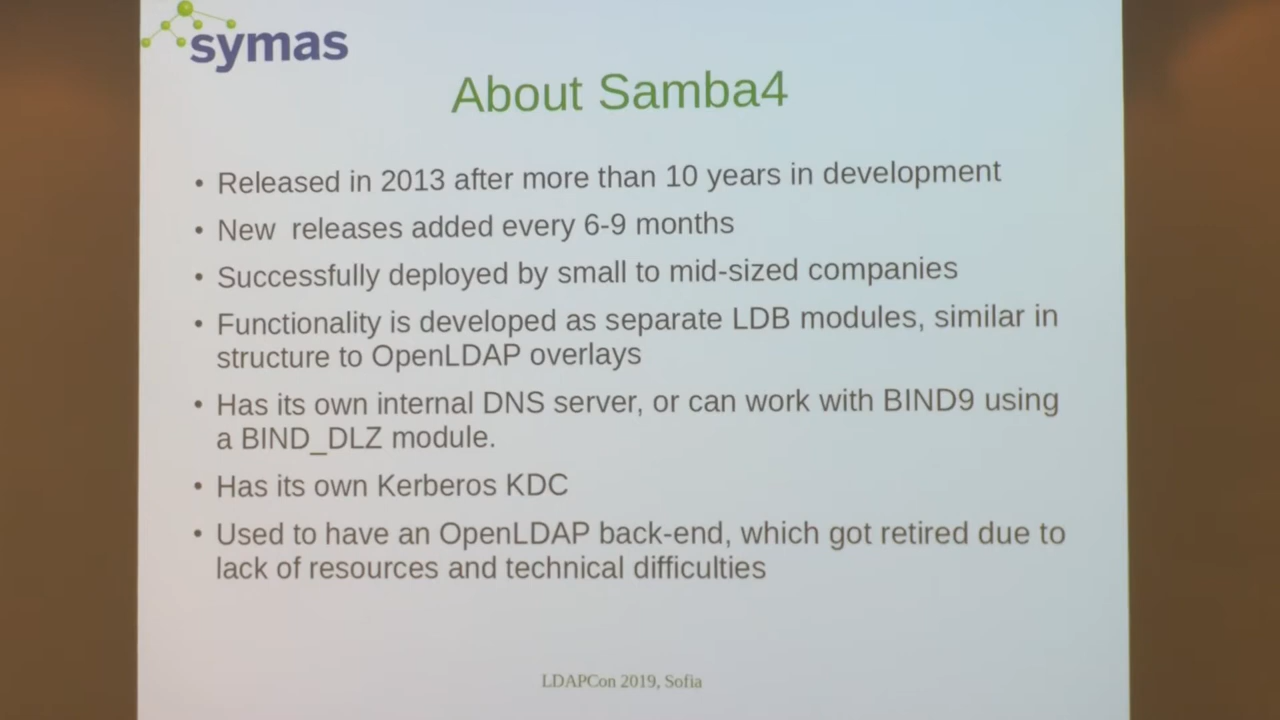 symas
About Samba4
• Released in 2013 after more than 10 years in development
• New  releases added every 6-9 months
• Successfully deployed by small to mid-sized companies
• Functionality is developed as separate LDB modules, similar in
structure to OpenLDAP overlays
• Has its own internal DNS server, or can work with BIND9 using
a BIND_DLZ module.
• Has its own Kerberos KDC
• Used to have an OpenLDAP back-end, which got retired due to
lack of resources and technical difficulties
LDAPCon 2019, Sofia